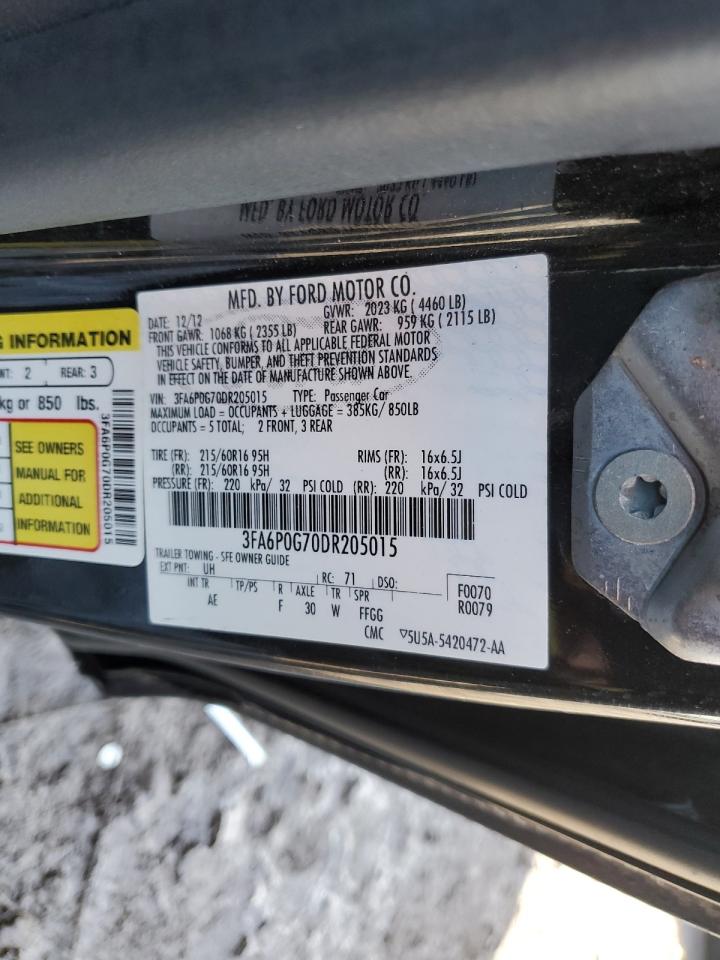 MFD. BY FORD MOTOR CO.
DATE: 12/12 GVWR: 2023 KG ( 4460 LB)
FRONT GAWR: 1068 KG ( 2355 LB) REAR GAWR: 959 KG ( 2115 LB)
THIS VEHICLE CONFORMS TO ALL APPLICABLE FEDERAL MOTOR
VEHICLE SAFETY, BUMPER, AND THEFT PREVENTION STANDARDS
IN EFFECT ON THE DATE OF MANUFACTURE SHOWN ABOVE.
VIN: 3FA6P0G70DR205015 TYPE: Passenger Car
MAXIMUM LOAD = OCCUPANTS + LUGGAGE = 385KG/ 850LB
OCCUPANTS = 5 TOTAL; 2 FRONT, 3 REAR
TIRE (FR): 215/60R16 95H RIMS (FR): 16x6.5J
(RR): 215/60R16 95H (RR): 16x6.5J
PRESSURE (FR): 220 kPa/ 32 PSI COLD (RR): 220 kPa/ 32 PSI COLD
3FA6P0G70DR205015
TRAILER TOWING - SEE OWNER GUIDE
EXT PNT: UH RC: 71 DSO:
INT TR TP/PS R AXLE TR SPR F0070
AE F 30 W FFGG R0079
CMC ▽5U5A-5420472-AA
G INFORMATION
NT: 2 REAR: 3
kg or 850 lbs.
SEE OWNERS
MANUAL FOR
ADDITIONAL
INFORMATION
3FA6P0G70DR205015